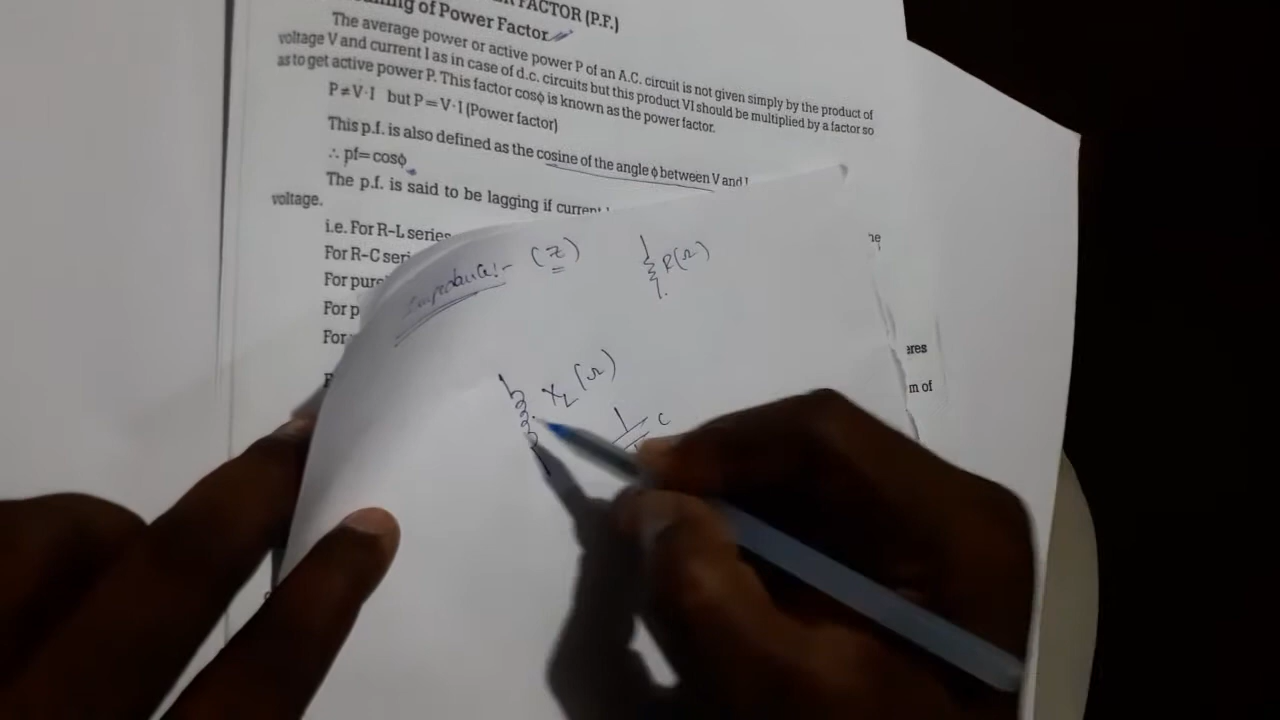 FACTOR (P.F.)
of Power Factor
The average power or active power P of an A.C. circuit is not given simply by the product of
voltage V and current I as in case of d.c. circuits but this product VI should be multiplied by a factor so
as to get active power P. This factor cosϕ is known as the power factor.
P≠V·I but P=V·I (Power factor)
This p.f. is also defined as the cosine of the angle ϕ between V and I
∴ pf=cosϕ
The p.f. is said to be lagging if current
voltage.
i.e. For R-L series
For R-C seri
For pure
For p
For
Impedance:- (Z)
R(Ω)
XL (Ω)
C
ares
m of